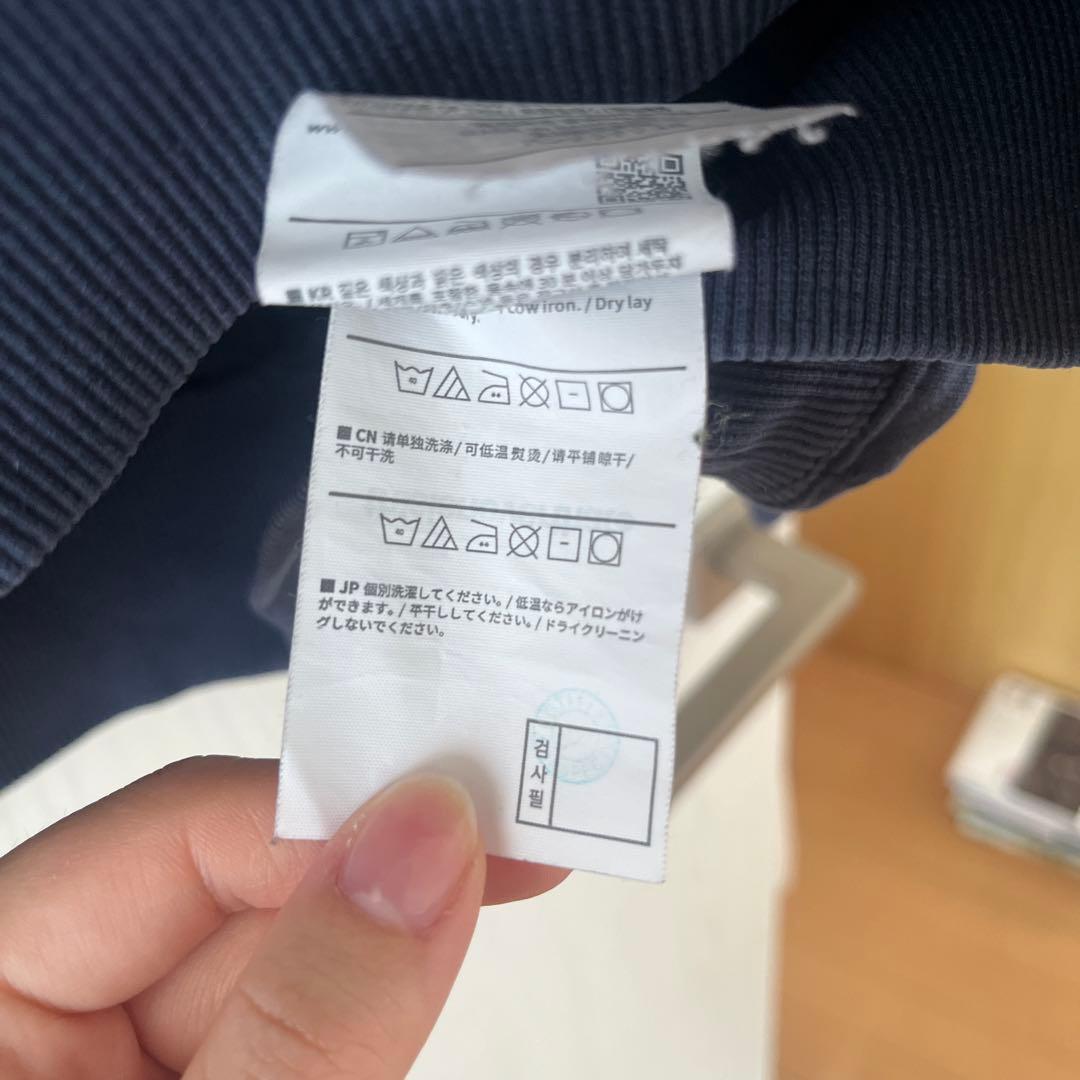 ■ KR 짙은 색상과 밝은 색상의 경우 분리하여 세탁
iron. / Dry lay
40
■ CN 请单独洗涤/可低温熨烫/请平铺晾干/
不可干洗
40
■ JP 個別洗濯してください。/低温ならアイロンがけ
ができます。/平干ししてください。/ドライクリーニン
グしないでください。
검사필